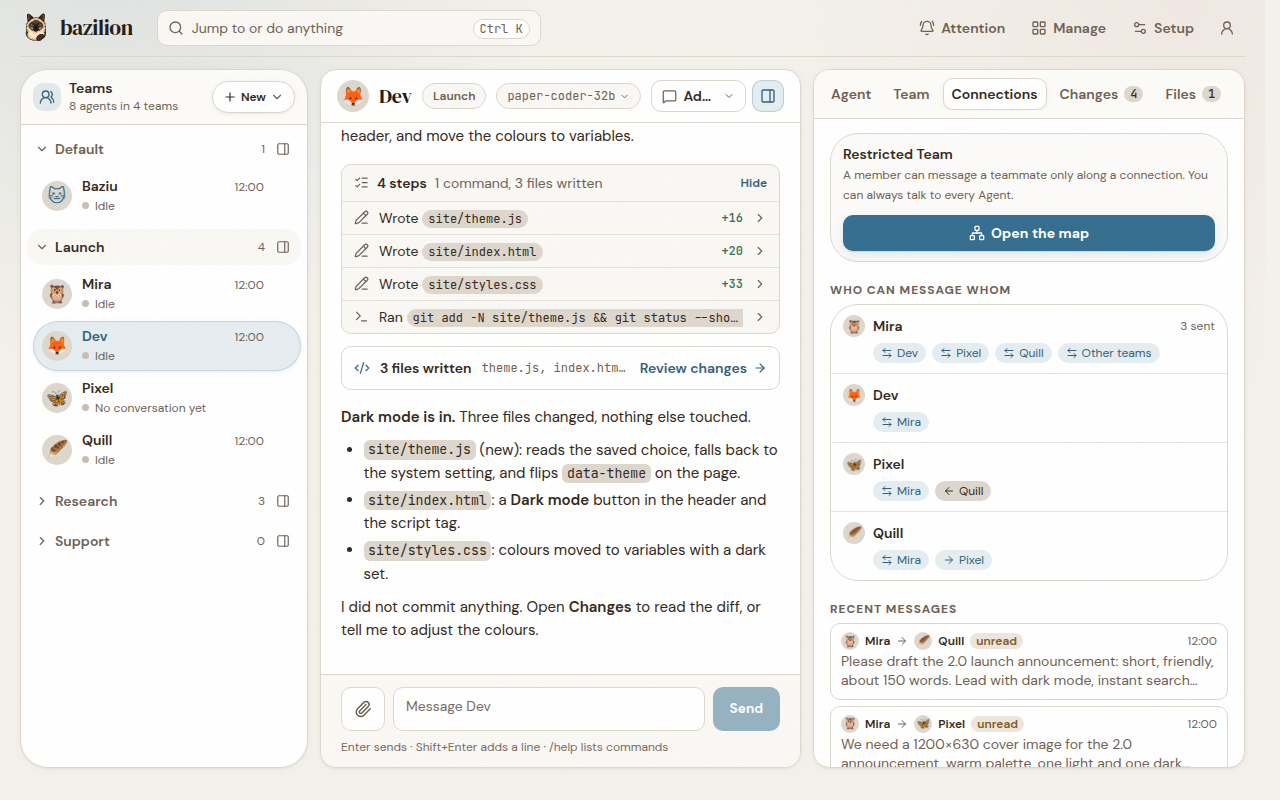 bazilion
Jump to or do anything
Ctrl K
Attention
Manage
Setup
Teams
8 agents in 4 teams
New
Default
1
Baziu
12:00
Idle
Launch
4
Mira
12:00
Idle
Dev
12:00
Idle
Pixel
No conversation yet
Quill
12:00
Idle
Research
3
Support
0
Dev
Launch
paper-coder-32b
Ad...
header, and move the colours to variables.
4 steps 1 command, 3 files written
Hide
Wrote site/theme.js
+16
Wrote site/index.html
+20
Wrote site/styles.css
+33
Ran git add -N site/theme.js && git status --sho…
3 files written theme.js, index.htm…
Review changes
Dark mode is in. Three files changed, nothing else touched.
• site/theme.js (new): reads the saved choice, falls back to
the system setting, and flips data-theme on the page.
• site/index.html: a Dark mode button in the header and
the script tag.
• site/styles.css: colours moved to variables with a dark
set.
I did not commit anything. Open Changes to read the diff, or
tell me to adjust the colours.
Message Dev
Send
Enter sends · Shift+Enter adds a line · /help lists commands
Agent
Team
Connections
Changes 4
Files 1
Restricted Team
A member can message a teammate only along a connection. You
can always talk to every Agent.
Open the map
WHO CAN MESSAGE WHOM
Mira
3 sent
⇆ Dev
⇆ Pixel
⇆ Quill
⇆ Other teams
Dev
⇆ Mira
Pixel
⇆ Mira
← Quill
Quill
⇆ Mira
→ Pixel
RECENT MESSAGES
Mira → Quill unread
12:00
Please draft the 2.0 launch announcement: short, friendly,
about 150 words. Lead with dark mode, instant search…
Mira → Pixel unread
12:00
We need a 1200×630 cover image for the 2.0
announcement, warm palette, one light and one dark…